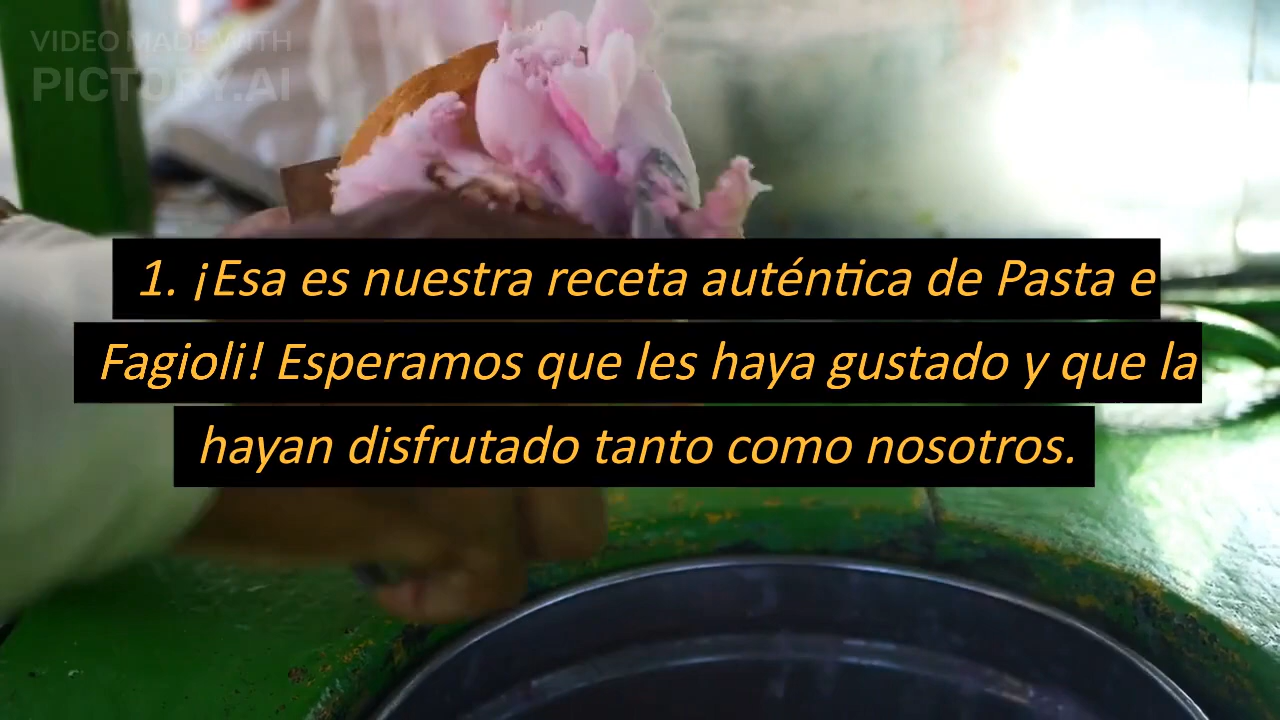 VIDEO MADE WITH
PICTORY.AI
1. ¡Esa es nuestra receta auténtica de Pasta e
Fagioli! Esperamos que les haya gustado y que la
hayan disfrutado tanto como nosotros.